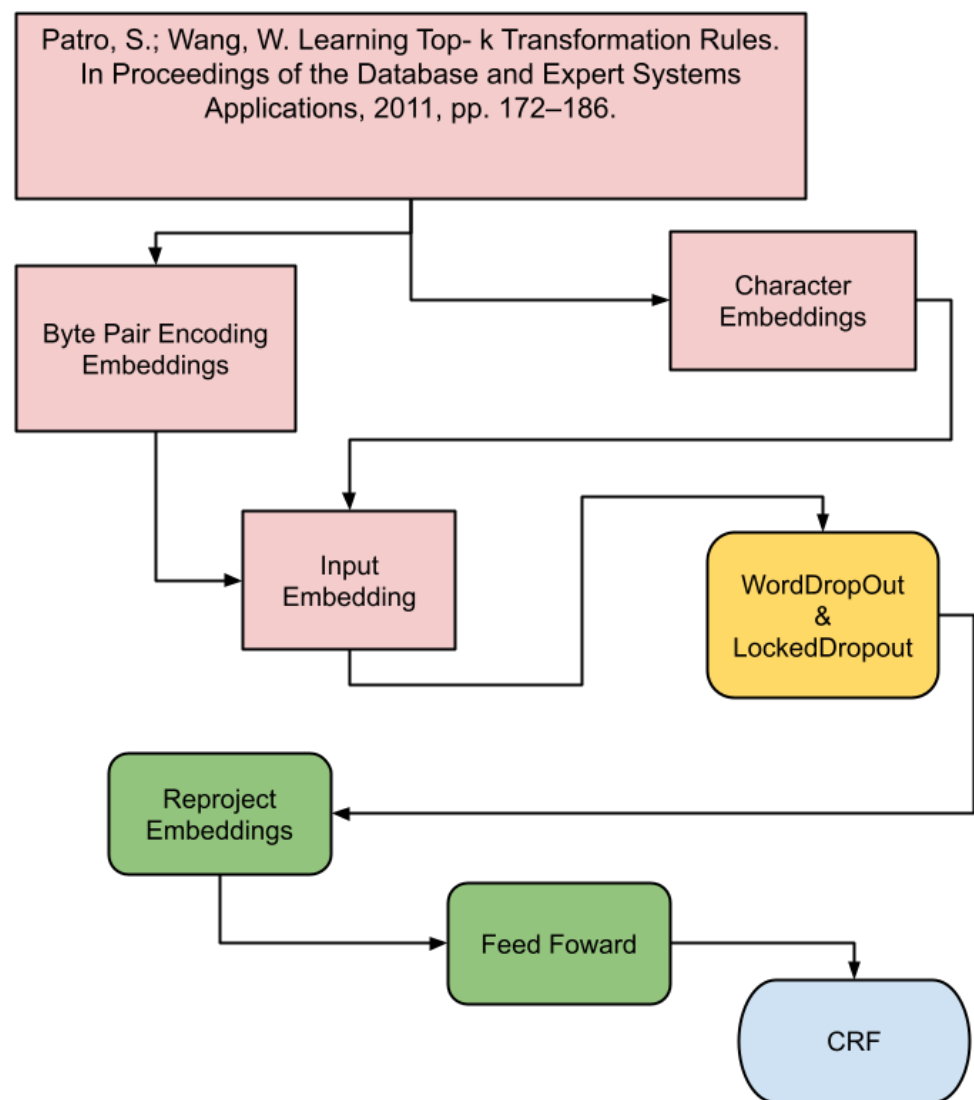 Patro, S.; Wang, W. Learning Top- k Transformation Rules.
In Proceedings of the Database and Expert Systems
Applications, 2011, pp. 172–186.
Character
Embeddings
Byte Pair Encoding
Embeddings
Input
Embedding
WordDropOut
&
LockedDropout
Reproject
Embeddings
Feed Foward
CRF